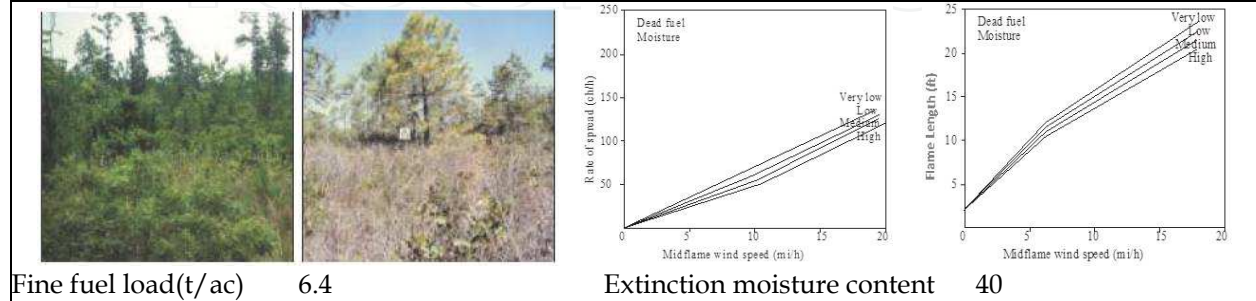 Dead fuel
Moisture
Very low
Low
Medium
High
250
200
150
100
50
0
5
10
15
20
Rate of spread (ch/h)
Midflame wind speed (mi/h)
Dead fuel
Moisture
Very low
Low
Medium
High
25
20
15
10
5
0
5
10
15
20
Flame Length (ft)
Midflame wind speed (mi/h)
Fine fuel load(t/ac) 6.4
Extinction moisture content 40